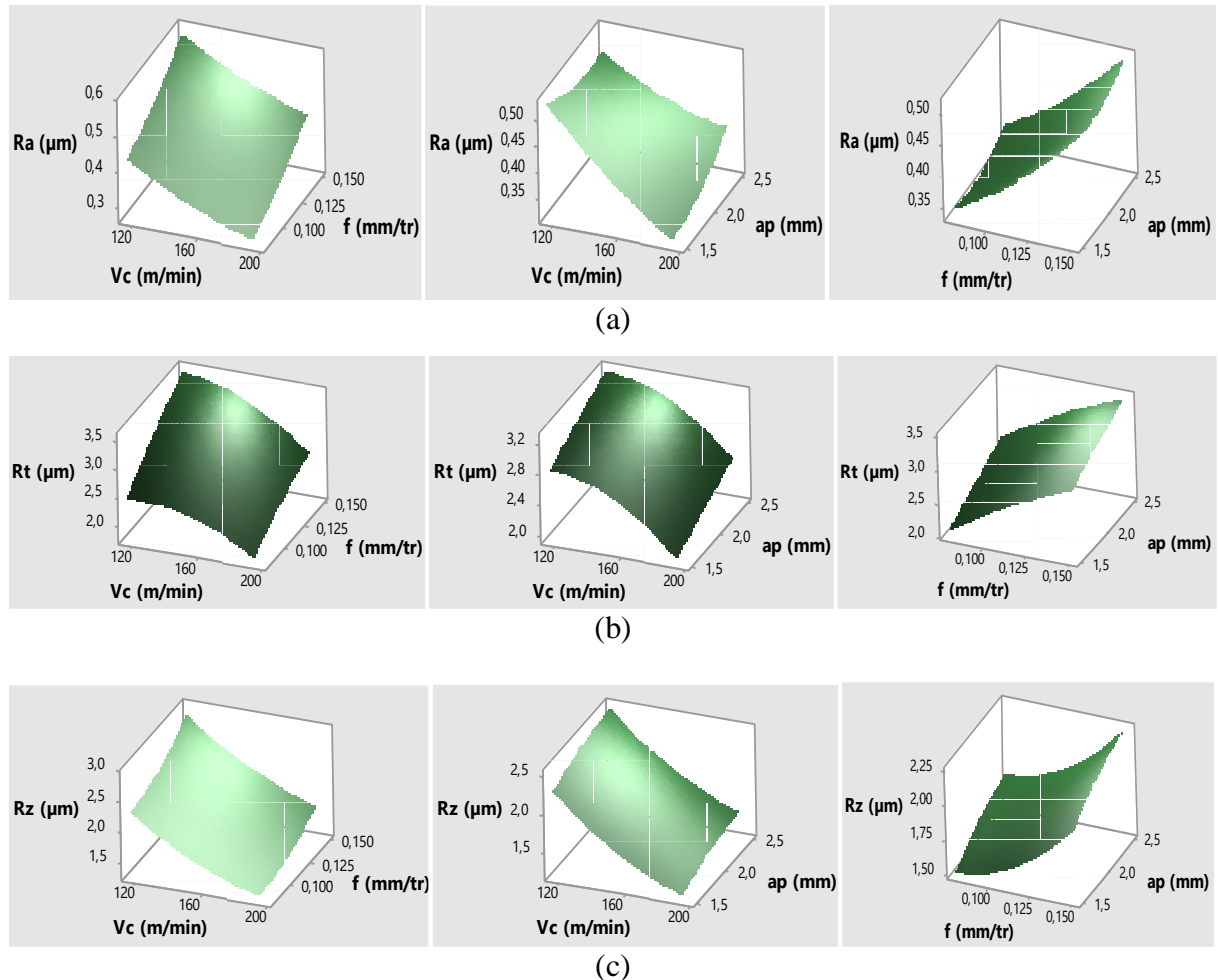 0,6
0,5
Ra (µm)
0,4
0,3
120
160
200
Vc (m/min)
0,150
0,125
0,100
f (mm/tr)
0,50
0,45
Ra (µm)
0,40
0,35
120
160
200
Vc (m/min)
2,5
2,0
1,5
ap (mm)
0,50
0,45
Ra (µm)
0,40
0,35
0,100
0,125
0,150
f (mm/tr)
2,5
2,0
1,5
ap (mm)
(a)
3,5
3,0
Rt (µm)
2,5
2,0
120
160
200
Vc (m/min)
0,150
0,125
0,100
f (mm/tr)
3,2
2,8
Rt (µm)
2,4
2,0
120
160
200
Vc (m/min)
2,5
2,0
1,5
ap (mm)
3,5
3,0
Rt (µm)
2,5
2,0
0,100
0,125
0,150
f (mm/tr)
2,5
2,0
1,5
ap (mm)
(b)
3,0
2,5
Rz (µm)
2,0
1,5
120
160
200
Vc (m/min)
0,150
0,125
0,100
f (mm/tr)
2,5
Rz (µm)
2,0
1,5
120
160
200
Vc (m/min)
2,5
2,0
1,5
ap (mm)
2,25
2,00
Rz (µm)
1,75
1,50
0,100
0,125
0,150
f (mm/tr)
2,5
2,0
1,5
ap (mm)
(c)